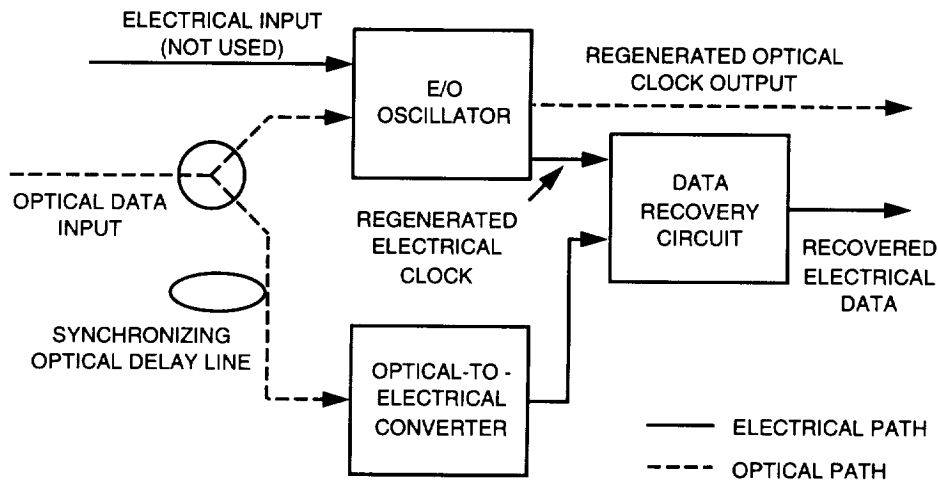 ELECTRICAL INPUT
(NOT USED)
E/O
OSCILLATOR
REGENERATED OPTICAL
CLOCK OUTPUT
OPTICAL DATA
INPUT
REGENERATED
ELECTRICAL
CLOCK
DATA
RECOVERY
CIRCUIT
RECOVERED
ELECTRICAL
DATA
SYNCHRONIZING
OPTICAL DELAY LINE
OPTICAL-TO -
ELECTRICAL
CONVERTER
ELECTRICAL PATH
OPTICAL PATH